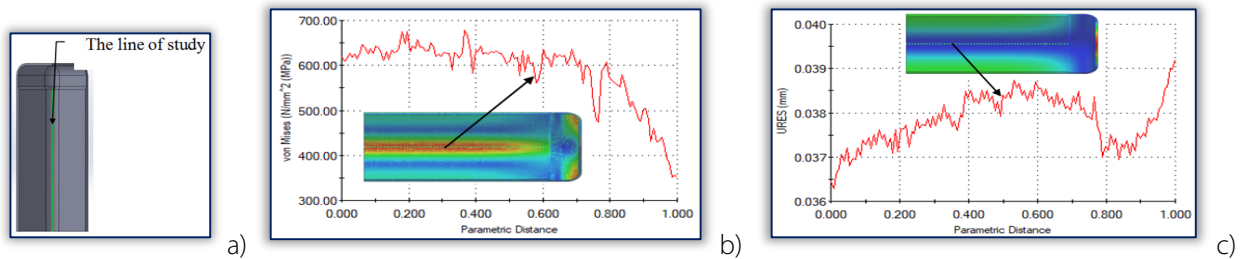 The line of study
a)
700.00
600.00
500.00
400.00
300.00
von Mises (N/mm^2 (MPa))
0.000 0.200 0.400 0.600 0.800 1.000
Parametric Distance
b)
0.040
0.039
0.038
0.037
0.036
URES (mm)
0.000 0.200 0.400 0.600 0.800 1.000
Parametric Distance
c)